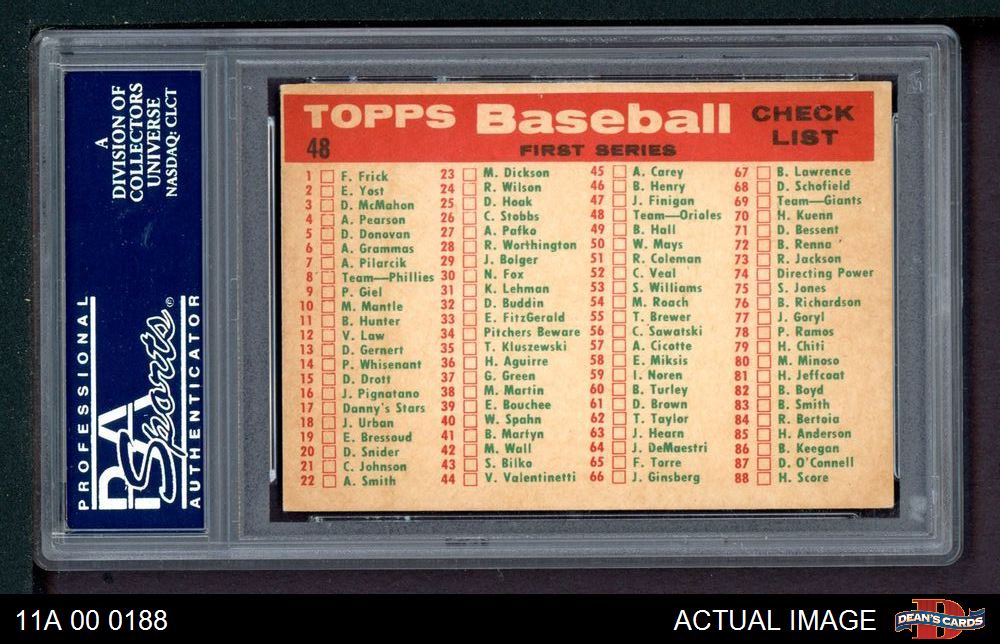 A
DIVISION OF
COLLECTORS
UNIVERSE
NASDAQ: CLCT
PROFESSIONAL
PSA
Sports®
AUTHENTICATOR
TOPPS Baseball CHECK LIST
48 FIRST SERIES
1 F. Frick
2 E. Yost
3 D. McMahon
4 A. Pearson
5 D. Donovan
6 A. Grammas
7 A. Pilarcik
8 Team—Phillies
9 P. Giel
10 M. Mantle
11 B. Hunter
12 V. Law
13 D. Gernert
14 P. Whisenant
15 D. Drott
16 J. Pignatano
17 Danny's Stars
18 J. Urban
19 E. Bressoud
20 D. Snider
21 C. Johnson
22 A. Smith
23 M. Dickson
24 R. Wilson
25 D. Hoak
26 C. Stobbs
27 A. Pafko
28 R. Worthington
29 J. Bolger
30 N. Fox
31 K. Lehman
32 D. Buddin
33 E. FitzGerald
34 Pitchers Beware
35 T. Kluszewski
36 H. Aguirre
37 G. Green
38 M. Martin
39 E. Bouchee
40 W. Spahn
41 B. Martyn
42 M. Wall
43 S. Bilko
44 V. Valentinetti
45 A. Carey
46 B. Henry
47 J. Finigan
48 Team—Orioles
49 B. Hall
50 W. Mays
51 R. Coleman
52 C. Veal
53 S. Williams
54 M. Roach
55 T. Brewer
56 C. Sawatski
57 A. Cicotte
58 E. Miksis
59 I. Noren
60 B. Turley
61 D. Brown
62 T. Taylor
63 J. Hearn
64 J. DeMaestri
65 F. Torre
66 J. Ginsberg
67 B. Lawrence
68 D. Schofield
69 Team—Giants
70 H. Kuenn
71 D. Bessent
72 B. Renna
73 R. Jackson
74 Directing Power
75 S. Jones
76 B. Richardson
77 J. Goryl
78 P. Ramos
79 H. Chiti
80 M. Minoso
81 H. Jeffcoat
82 B. Boyd
83 B. Smith
84 R. Bertoia
85 H. Anderson
86 B. Keegan
87 D. O'Connell
88 H. Score
11A 00 0188
ACTUAL IMAGE
D
DEAN'S CARDS